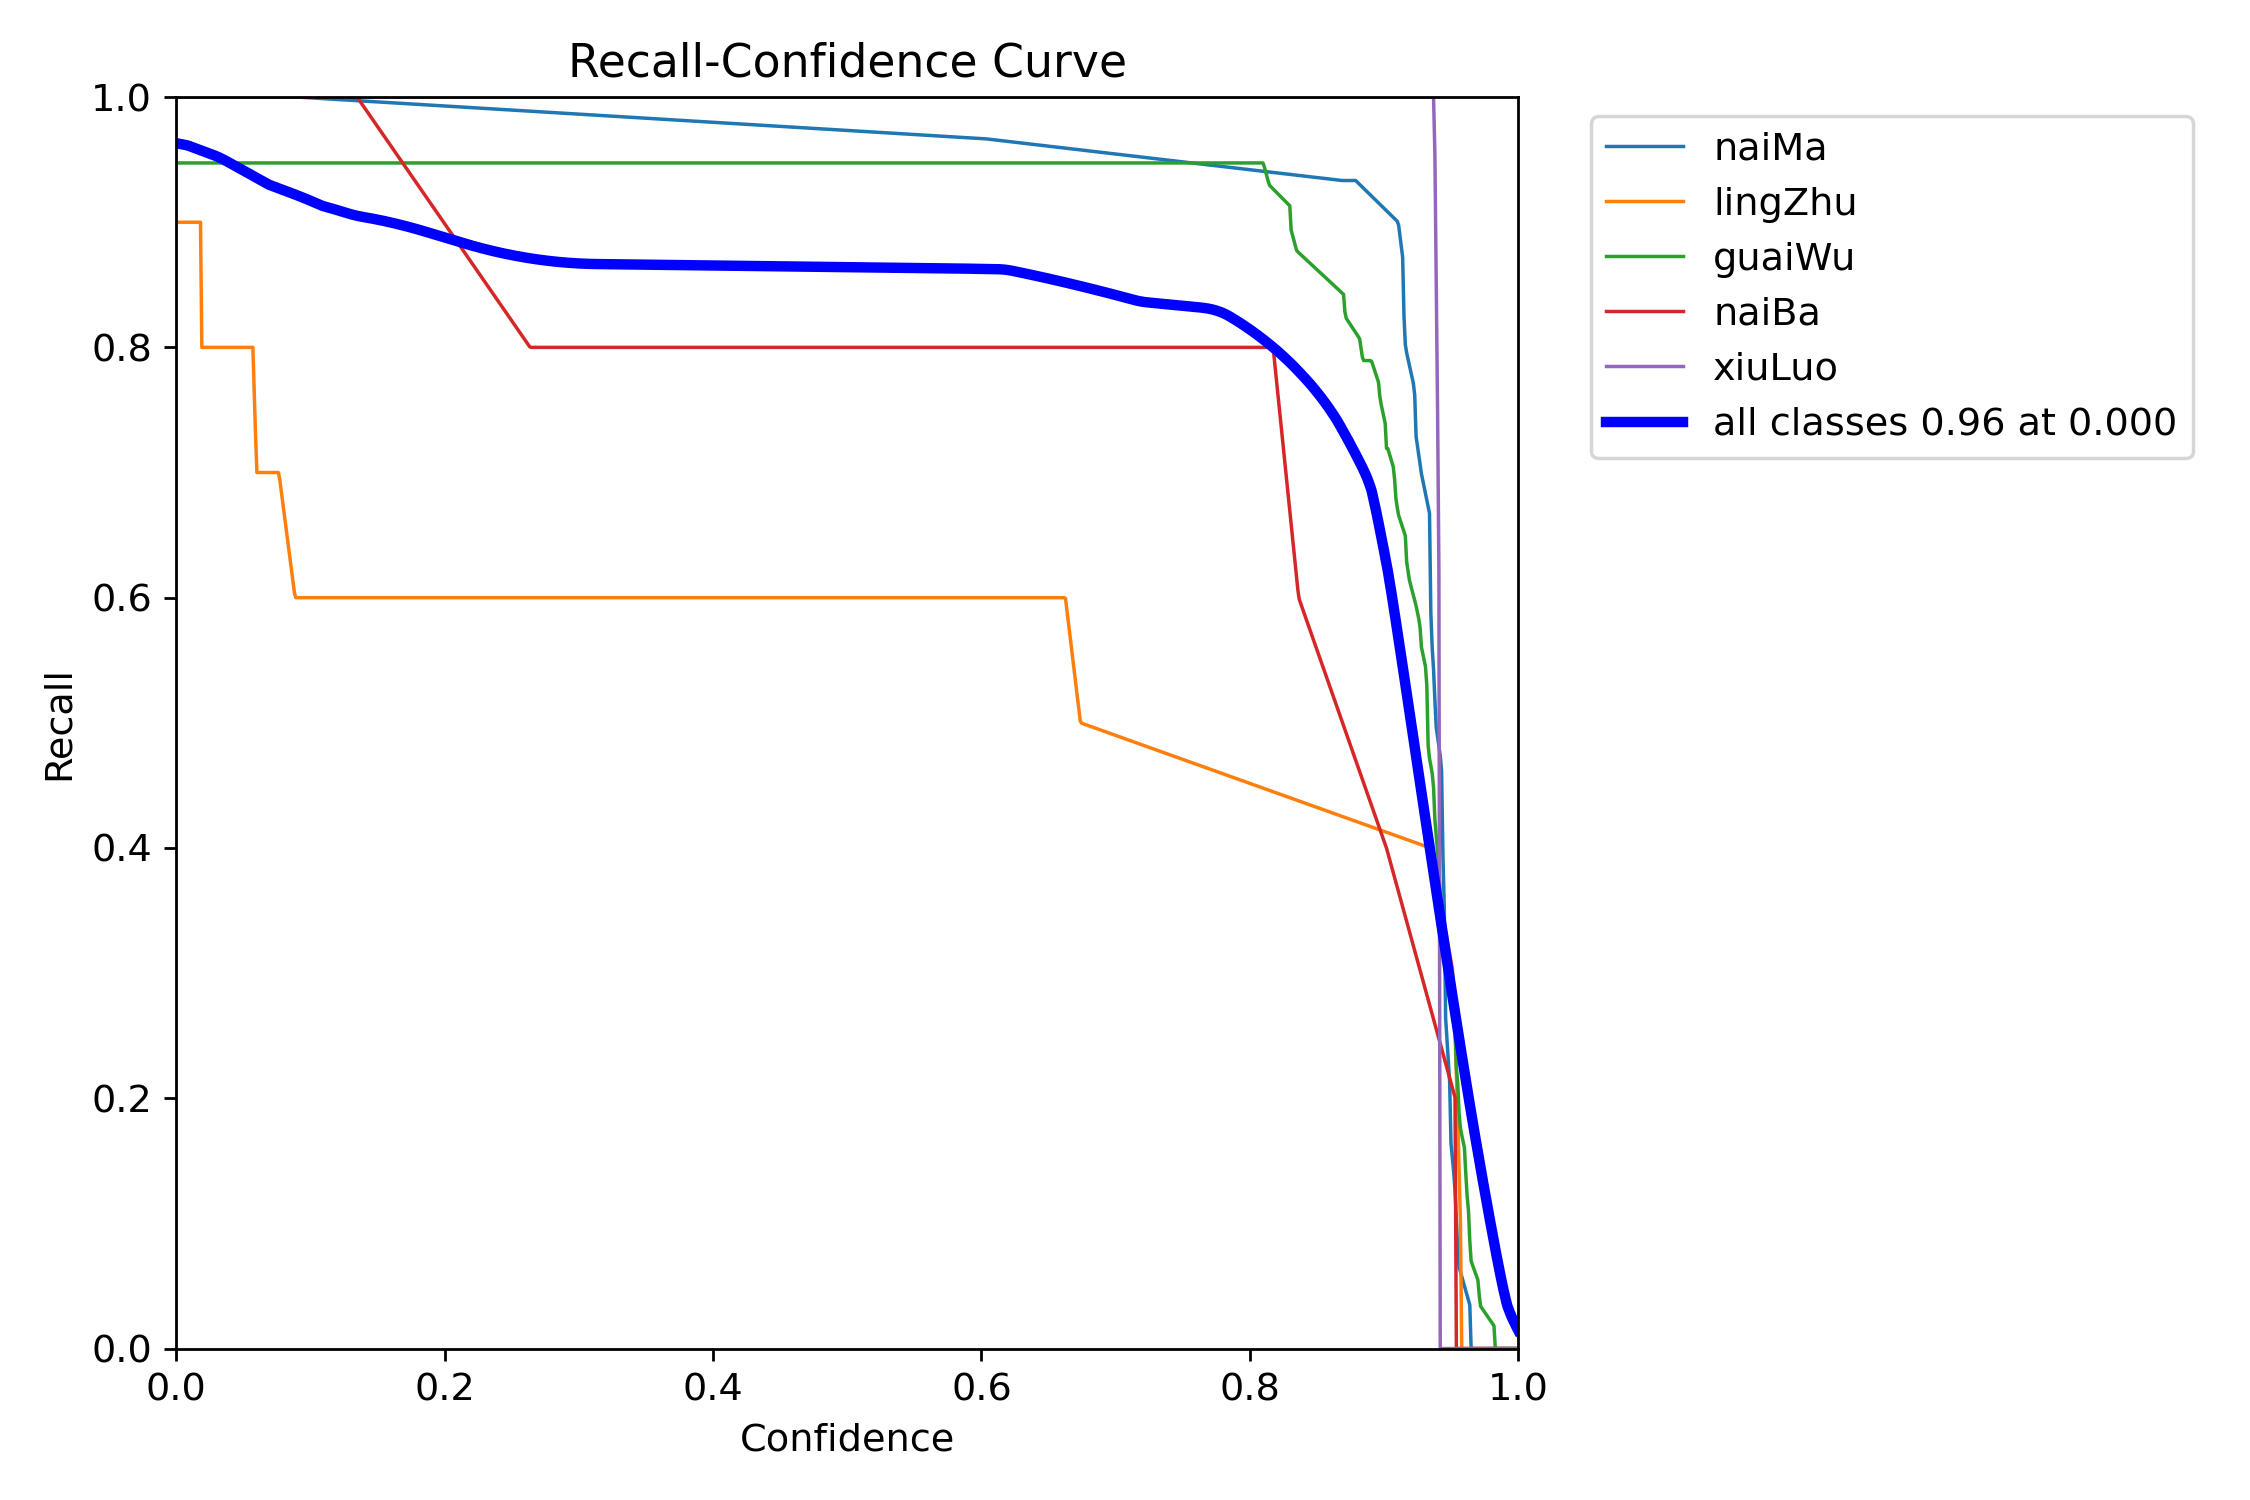 Recall-Confidence Curve
1.0
0.8
0.6
0.4
0.2
0.0
Recall
0.0 0.2 0.4 0.6 0.8 1.0
Confidence
naiMa
lingZhu
guaiWu
naiBa
xiuLuo
all classes 0.96 at 0.000